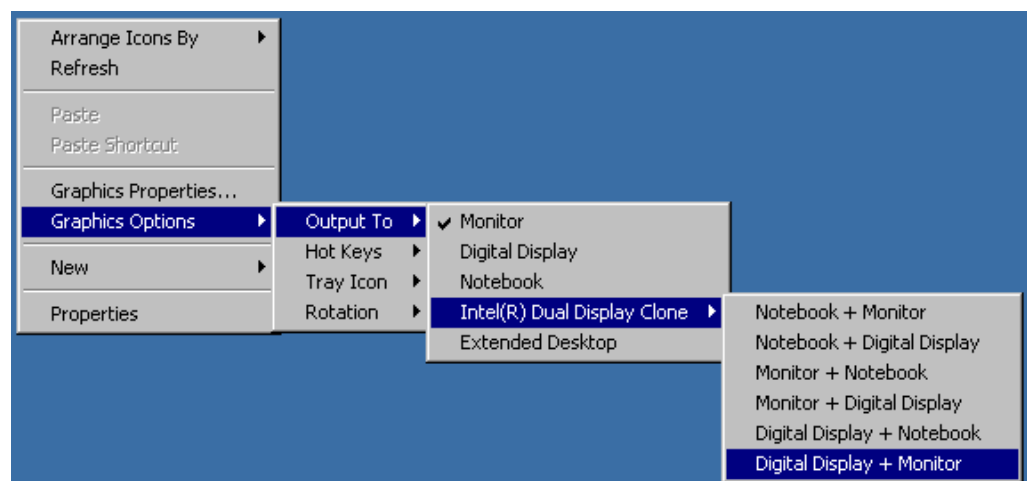 Arrange Icons By
Refresh
Paste
Paste Shortcut
Graphics Properties...
Graphics Options
New
Properties
Output To
Hot Keys
Tray Icon
Rotation
Monitor
Digital Display
Notebook
Intel(R) Dual Display Clone
Extended Desktop
Notebook + Monitor
Notebook + Digital Display
Monitor + Notebook
Monitor + Digital Display
Digital Display + Notebook
Digital Display + Monitor